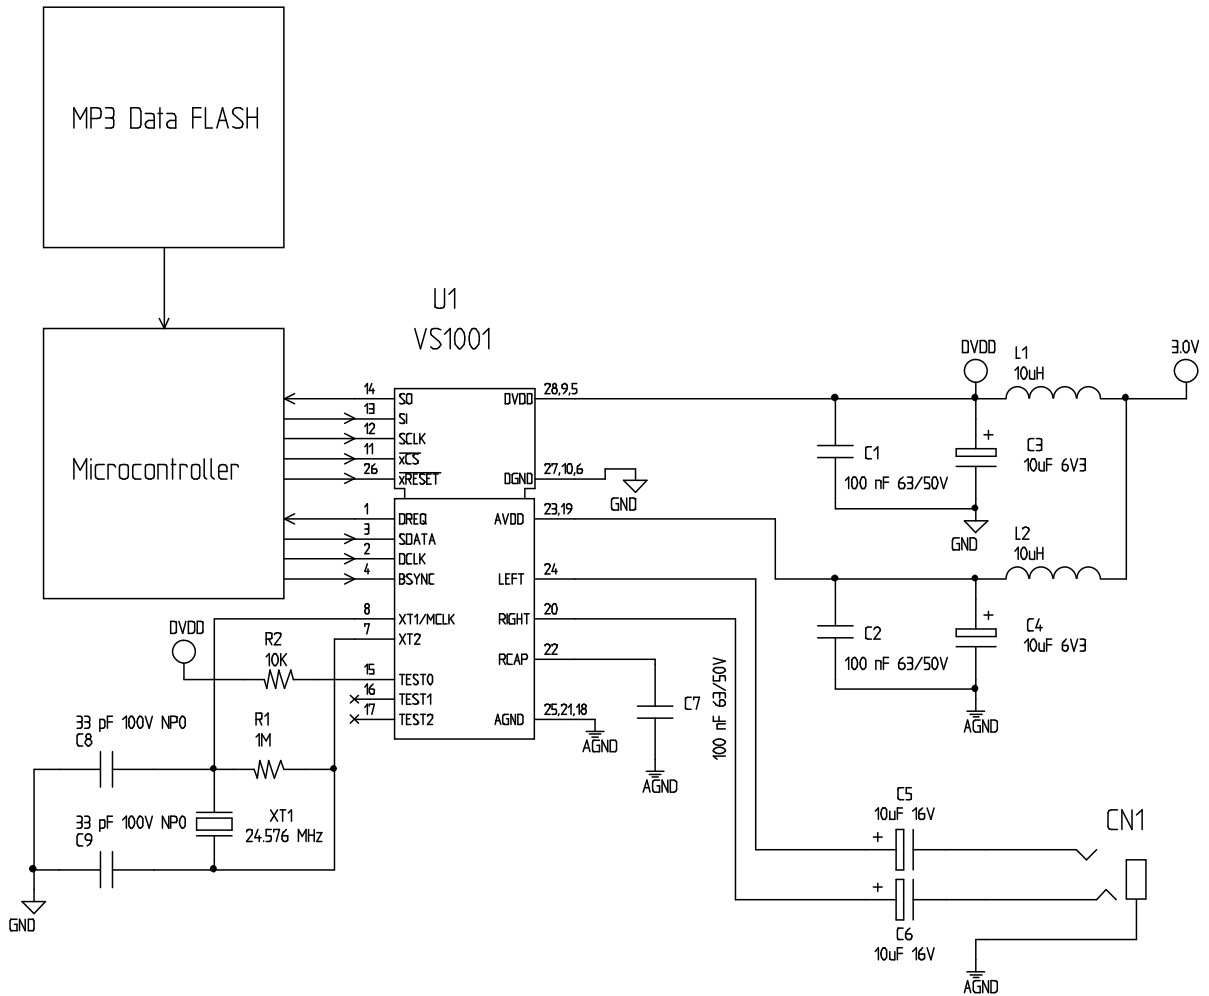 MP3 Data FLASH
U1
VS1001
Microcontroller
14 SO
13 SI
12 SCLK
11 xCS
26 xRESET
1 DREQ
3 SDATA
2 DCLK
4 BSYNC
8 XT1/MCLK
7 XT2
15 TEST0
16 TEST1
17 TEST2
DVDD 28,9,5
DGND 27,10,6
AVDD 23,19
LEFT 24
RIGHT 20
RCAP 22
AGND 25,21,18
GND
AGND
C7
100 nF 63/50V
AGND
DVDD
L1
10uH
3.0V
C1
100 nF 63/50V
C3
10uF 6V3
GND
L2
10uH
C2
100 nF 63/50V
C4
10uF 6V3
AGND
DVDD
R2
10K
R1
1M
33 pF 100V NPO
C8
33 pF 100V NPO
C9
XT1
24.576 MHz
GND
C5
10uF 16V
CN1
C6
10uF 16V
AGND